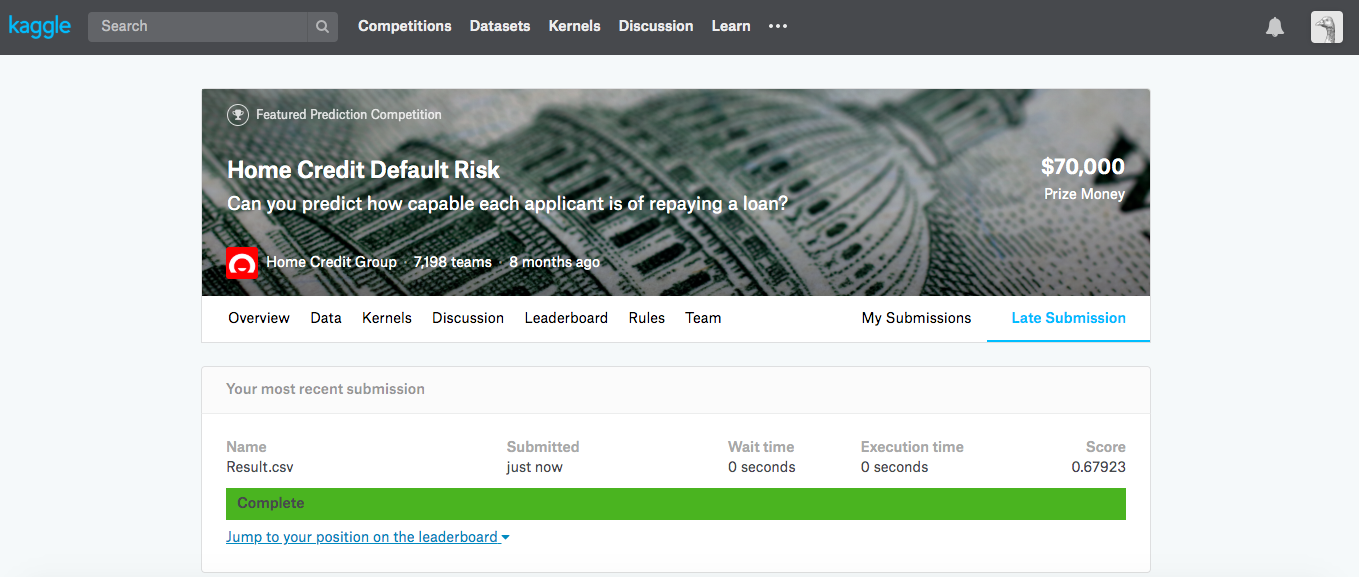 kaggle Search Competitions Datasets Kernels Discussion Learn
Featured Prediction Competition
Home Credit Default Risk
$70,000
Can you predict how capable each applicant is of repaying a loan?
Prize Money
Home Credit Group · 7,198 teams · 8 months ago
Overview Data Kernels Discussion Leaderboard Rules Team My Submissions Late Submission
Your most recent submission
Name Submitted Wait time Execution time Score
Result.csv just now 0 seconds 0 seconds 0.67923
Complete
Jump to your position on the leaderboard